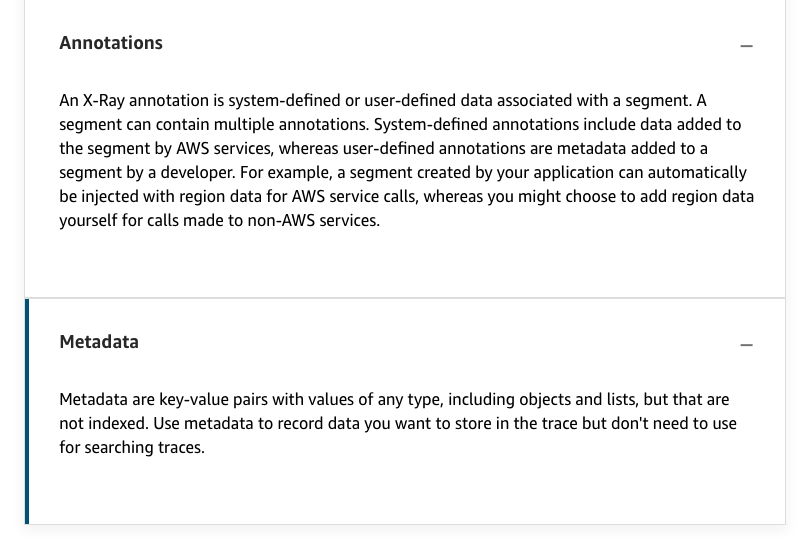 Annotations
An X-Ray annotation is system-defined or user-defined data associated with a segment. A
segment can contain multiple annotations. System-defined annotations include data added to
the segment by AWS services, whereas user-defined annotations are metadata added to a
segment by a developer. For example, a segment created by your application can automatically
be injected with region data for AWS service calls, whereas you might choose to add region data
yourself for calls made to non-AWS services.
Metadata
Metadata are key-value pairs with values of any type, including objects and lists, but that are
not indexed. Use metadata to record data you want to store in the trace but don't need to use
for searching traces.